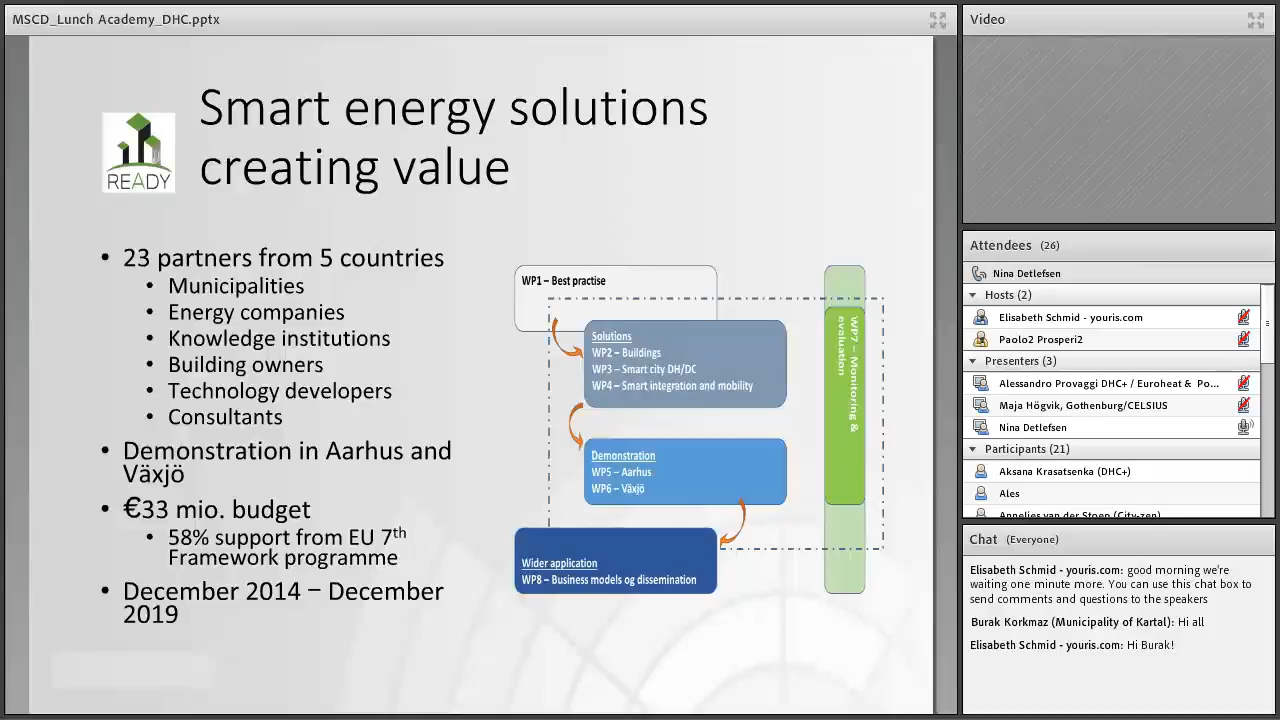 MSCD_Lunch Academy_DHC.pptx
Smart energy solutions
creating value
READY
• 23 partners from 5 countries
• Municipalities
• Energy companies
• Knowledge institutions
• Building owners
• Technology developers
• Consultants
• Demonstration in Aarhus and
Växjö
• €33 mio. budget
• 58% support from EU 7th
Framework programme
• December 2014 – December
2019
WP1 – Best practise
Solutions
WP2 – Buildings
WP3 – Smart city DH/DC
WP4 – Smart integration and mobility
Demonstration
WP5 – Aarhus
WP6 – Växjö
Wider application
WP8 – Business models og dissemination
WP7 – Monitoring &
evaluation
Video
Attendees (26)
Nina Detlefsen
Hosts (2)
Elisabeth Schmid - youris.com
Paolo2 Prosperi2
Presenters (3)
Alessandro Provaggi DHC+ / Euroheat & Po...
Maja Högvik, Gothenburg/CELSIUS
Nina Detlefsen
Participants (21)
Aksana Krasatsenka (DHC+)
Ales
Annelies van der Stoep (City-zen)
Chat (Everyone)
Elisabeth Schmid - youris.com: good morning we're
waiting one minute more. You can use this chat box to
send comments and questions to the speakers
Burak Korkmaz (Municipality of Kartal): Hi all
Elisabeth Schmid - youris.com: Hi Burak!